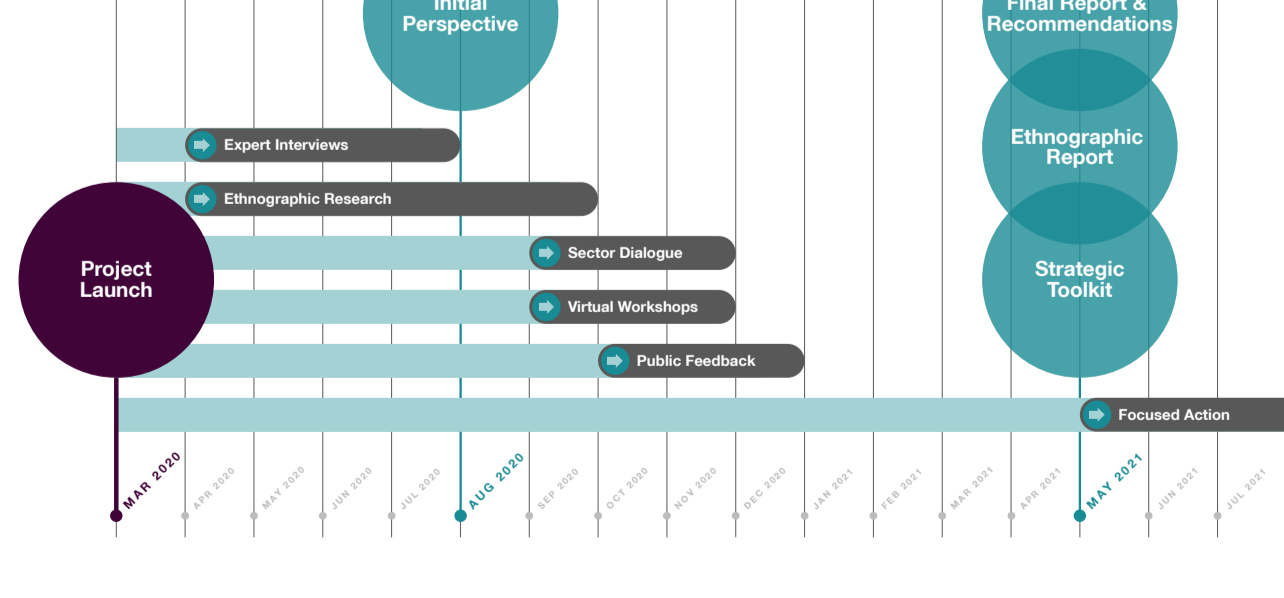 Initial
Perspective
Final Report &
Recommendations
Expert Interviews
Ethnographic
Report
Ethnographic Research
Sector Dialogue
Project
Launch
Strategic
Toolkit
Virtual Workshops
Public Feedback
Focused Action
MAR 2020
APR 2020
MAY 2020
JUN 2020
JUL 2020
AUG 2020
SEP 2020
OCT 2020
NOV 2020
DEC 2020
JAN 2021
FEB 2021
MAR 2021
APR 2021
MAY 2021
JUN 2021
JUL 2021